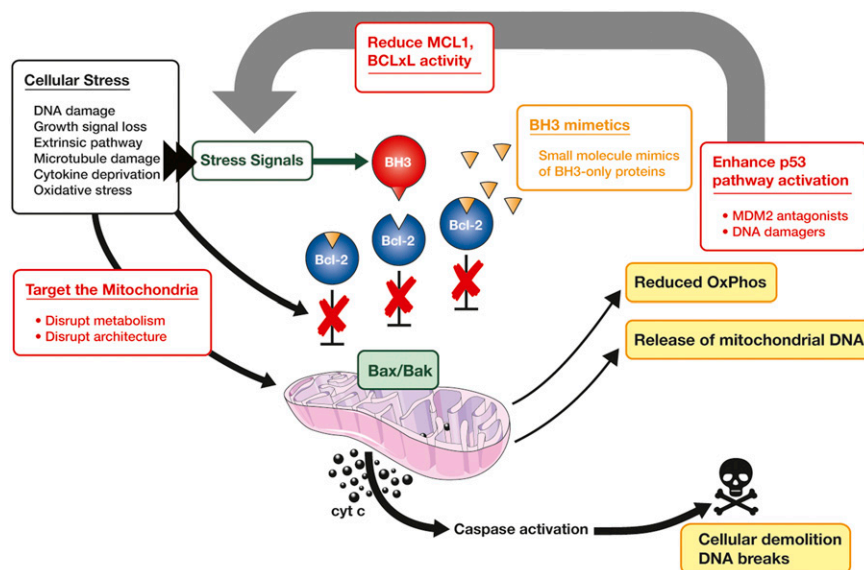 Reduce MCL1,
BCLxL activity
Cellular Stress
DNA damage
Growth signal loss
Extrinsic pathway
Microtubule damage
Cytokine deprivation
Oxidative stress
Stress Signals
BH3
BH3 mimetics
Small molecule mimics
of BH3-only proteins
Enhance p53
pathway activation
• MDM2 antagonists
• DNA damagers
Bcl-2
Bcl-2
Bcl-2
Target the Mitochondria
• Disrupt metabolism
• Disrupt architecture
Reduced OxPhos
Release of mitochondrial DNA
Bax/Bak
cyt c
Caspase activation
Cellular demolition
DNA breaks